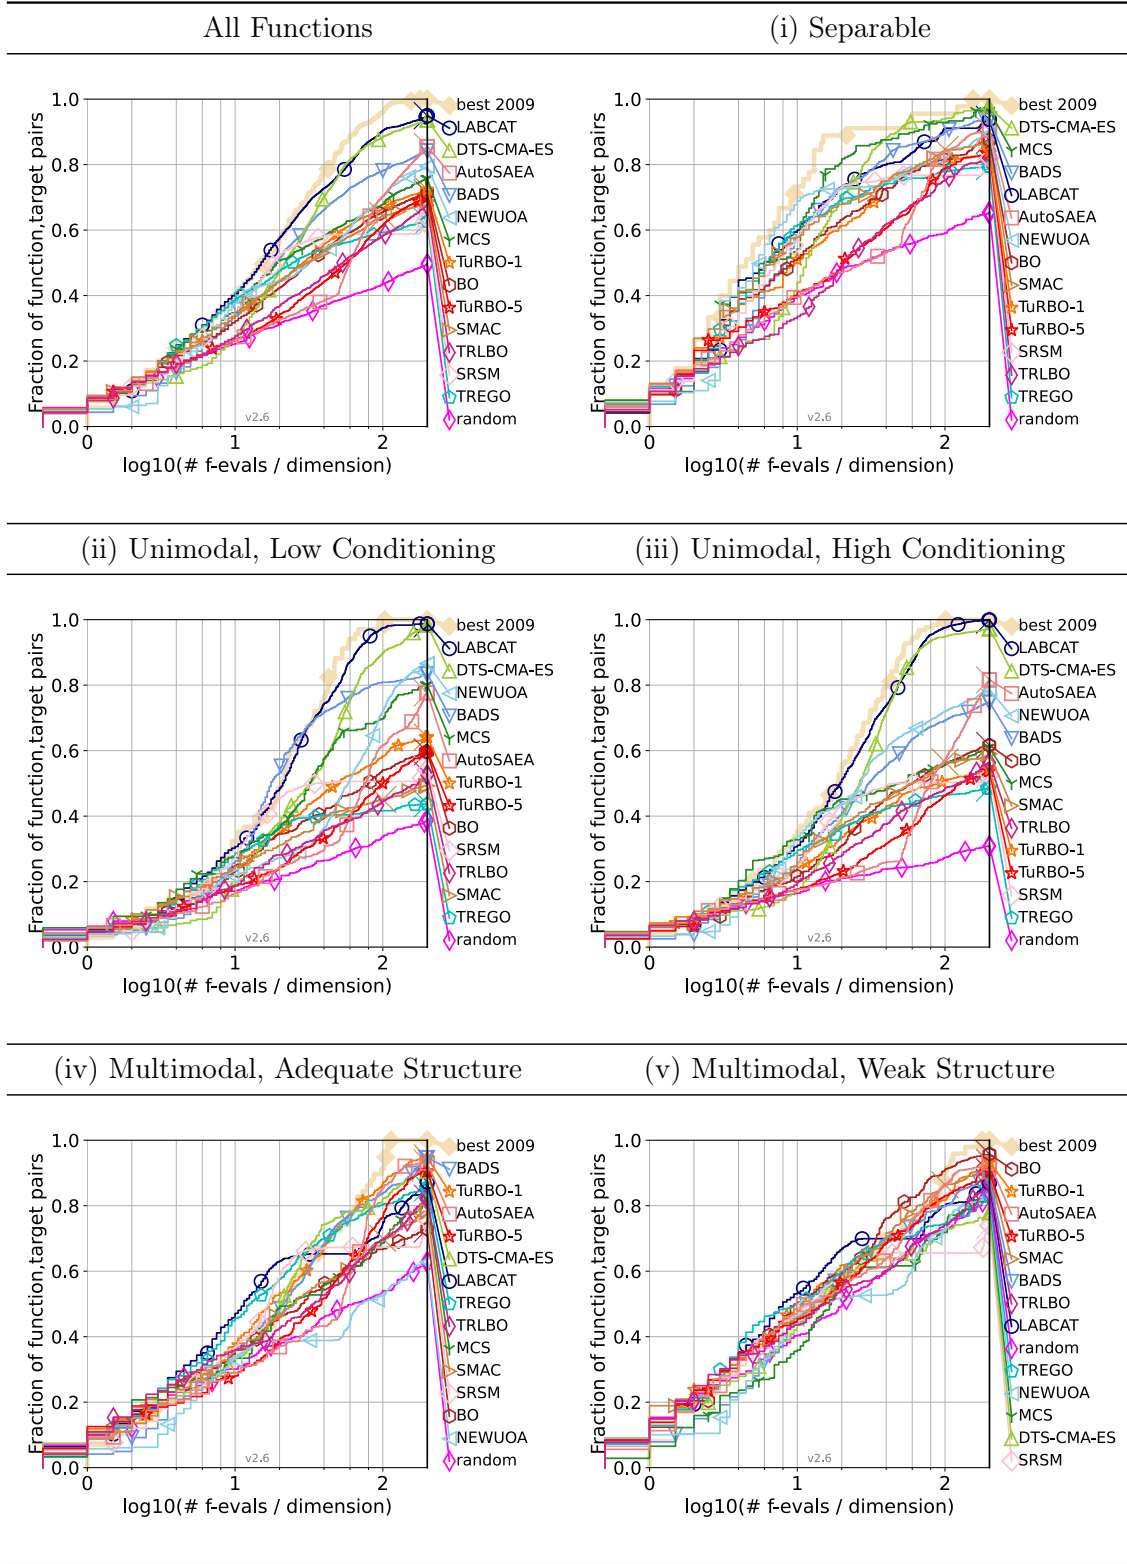 All Functions
(i) Separable
1.0
0.8
0.6
0.4
0.2
0.0
Fraction of function,target pairs
0
1
2
log10(# f-evals / dimension)
v2.6
best 2009
LABCAT
DTS-CMA-ES
AutoSAEA
BADS
NEWUOA
MCS
TuRBO-1
BO
TuRBO-5
SMAC
TRLBO
SRSM
TREGO
random
1.0
0.8
0.6
0.4
0.2
0.0
Fraction of function,target pairs
0
1
2
log10(# f-evals / dimension)
v2.6
best 2009
DTS-CMA-ES
MCS
BADS
LABCAT
AutoSAEA
NEWUOA
BO
SMAC
TuRBO-1
TuRBO-5
SRSM
TRLBO
TREGO
random
(ii) Unimodal, Low Conditioning
(iii) Unimodal, High Conditioning
1.0
0.8
0.6
0.4
0.2
0.0
Fraction of function,target pairs
0
1
2
log10(# f-evals / dimension)
v2.6
best 2009
LABCAT
DTS-CMA-ES
NEWUOA
BADS
MCS
AutoSAEA
TuRBO-1
TuRBO-5
BO
SRSM
TRLBO
SMAC
TREGO
random
1.0
0.8
0.6
0.4
0.2
0.0
Fraction of function,target pairs
0
1
2
log10(# f-evals / dimension)
v2.6
best 2009
LABCAT
DTS-CMA-ES
AutoSAEA
NEWUOA
BADS
BO
MCS
SMAC
TRLBO
TuRBO-1
TuRBO-5
SRSM
TREGO
random
(iv) Multimodal, Adequate Structure
(v) Multimodal, Weak Structure
1.0
0.8
0.6
0.4
0.2
0.0
Fraction of function,target pairs
0
1
2
log10(# f-evals / dimension)
v2.6
best 2009
BADS
TuRBO-1
AutoSAEA
TuRBO-5
DTS-CMA-ES
LABCAT
TREGO
TRLBO
MCS
SMAC
SRSM
BO
NEWUOA
random
1.0
0.8
0.6
0.4
0.2
0.0
Fraction of function,target pairs
0
1
2
log10(# f-evals / dimension)
v2.6
best 2009
BO
TuRBO-1
AutoSAEA
TuRBO-5
SMAC
BADS
TRLBO
LABCAT
random
TREGO
NEWUOA
MCS
DTS-CMA-ES
SRSM